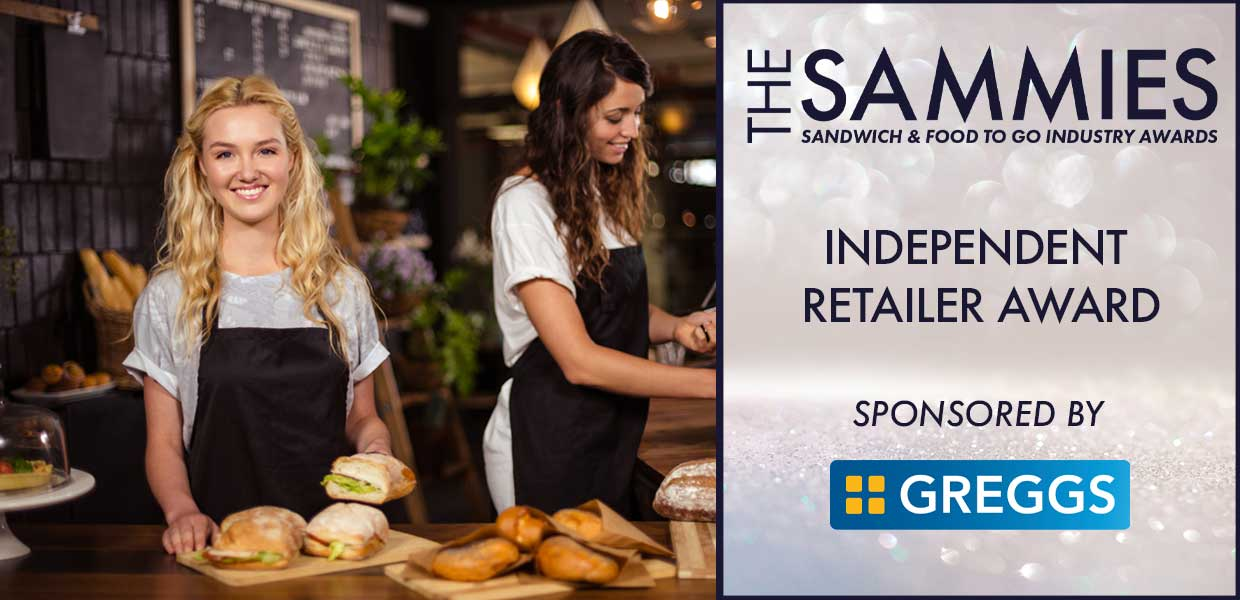 THE SAMMIES
SANDWICH & FOOD TO GO INDUSTRY AWARDS
INDEPENDENT
RETAILER AWARD
SPONSORED BY
GREGGS